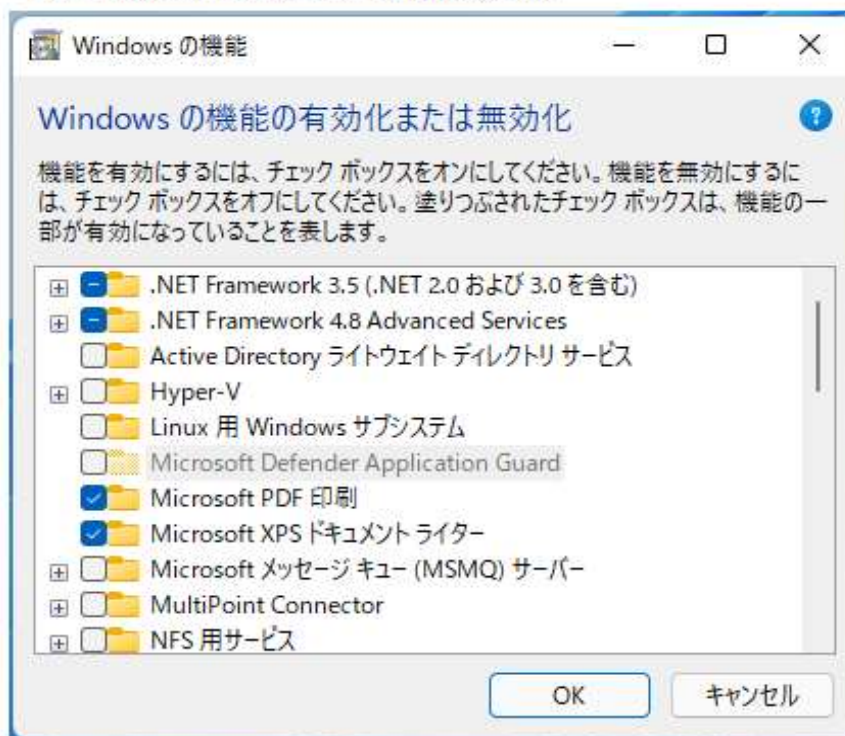 Windows の機能
Windows の機能の有効化または無効化
機能を有効にするには、チェック ボックスをオンにしてください。機能を無効にするに
は、チェック ボックスをオフにしてください。塗りつぶされたチェック ボックスは、機能の一
部が有効になっていることを表します。
.NET Framework 3.5 (.NET 2.0 および 3.0 を含む)
.NET Framework 4.8 Advanced Services
Active Directory ライトウェイト ディレクトリ サービス
Hyper-V
Linux 用 Windows サブシステム
Microsoft Defender Application Guard
Microsoft PDF 印刷
Microsoft XPS ドキュメント ライター
Microsoft メッセージ キュー (MSMQ) サーバー
MultiPoint Connector
NFS 用サービス
OK キャンセル